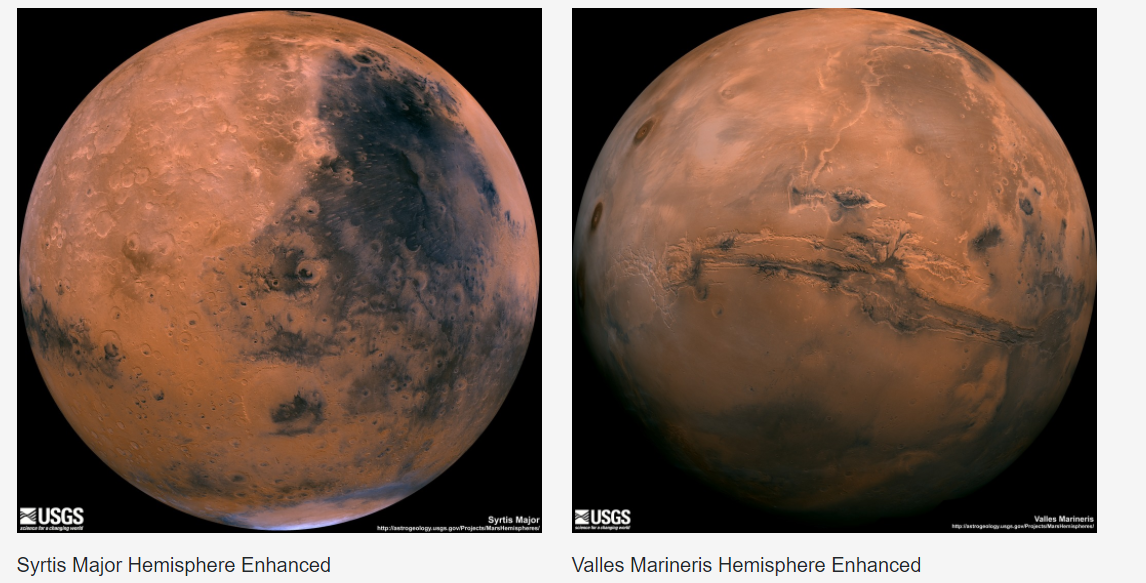 USGS
science for a changing world
Syrtis Major
http://astrogeology.usgs.gov/Projects/MarsHemispheres/
USGS
science for a changing world
Valles Marineris
http://astrogeology.usgs.gov/Projects/MarsHemispheres/
Syrtis Major Hemisphere Enhanced
Valles Marineris Hemisphere Enhanced